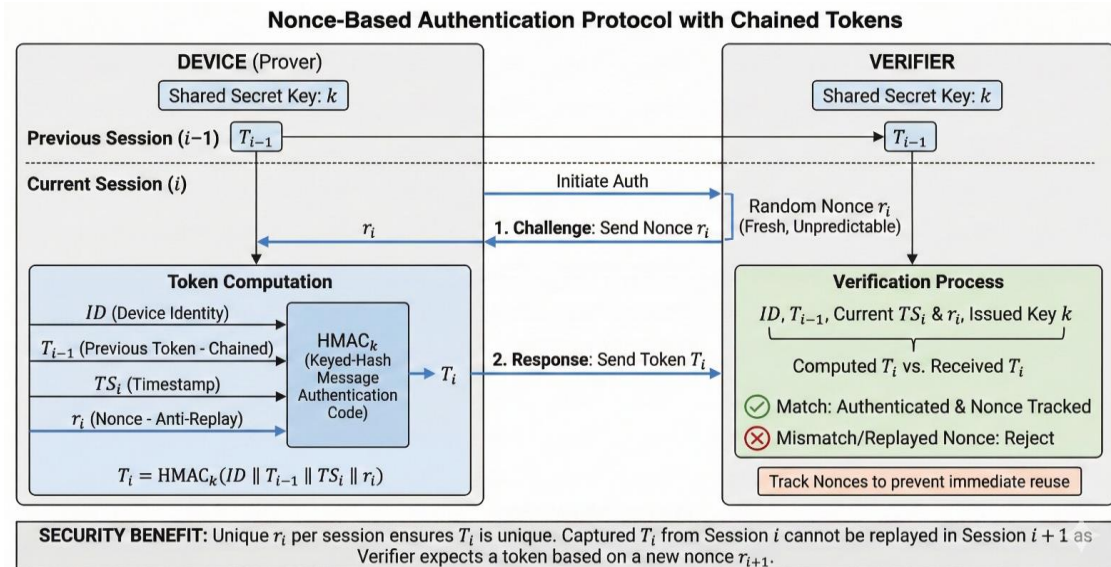 Nonce-Based Authentication Protocol with Chained Tokens
DEVICE (Prover)
Shared Secret Key: k
VERIFIER
Shared Secret Key: k
Previous Session (i−1)
T_{i−1}
T_{i−1}
Current Session (i)
Initiate Auth
Random Nonce r_i
(Fresh, Unpredictable)
r_i
1. Challenge: Send Nonce r_i
Token Computation
ID (Device Identity)
T_{i−1} (Previous Token - Chained)
TS_i (Timestamp)
r_i (Nonce - Anti-Replay)
HMAC_k
(Keyed-Hash
Message
Authentication
Code)
T_i
T_i = HMAC_k(ID ∥ T_{i−1} ∥ TS_i ∥ r_i)
2. Response: Send Token T_i
Verification Process
ID, T_{i−1}, Current TS_i & r_i, Issued Key k
Computed T_i vs. Received T_i
Match: Authenticated & Nonce Tracked
Mismatch/Replayed Nonce: Reject
Track Nonces to prevent immediate reuse
SECURITY BENEFIT: Unique r_i per session ensures T_i is unique. Captured T_i from Session i cannot be replayed in Session i + 1 as
Verifier expects a token based on a new nonce r_{i+1}.